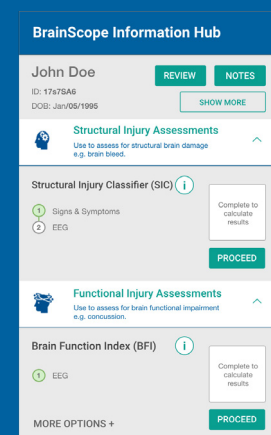 BrainScope Information Hub
John Doe
REVIEW
NOTES
ID: 17a7SA6
DOB: Jan/05/1995
SHOW MORE
Structural Injury Assessments
Use to assess for structural brain damage
e.g. brain bleed.
Structural Injury Classifier (SIC) i
1 Signs & Symptoms
2 EEG
Complete to
calculate
results
PROCEED
Functional Injury Assessments
Use to assess for brain functional impairment
e.g. concussion.
Brain Function Index (BFI) i
1 EEG
Complete to
calculate
results
MORE OPTIONS +
PROCEED